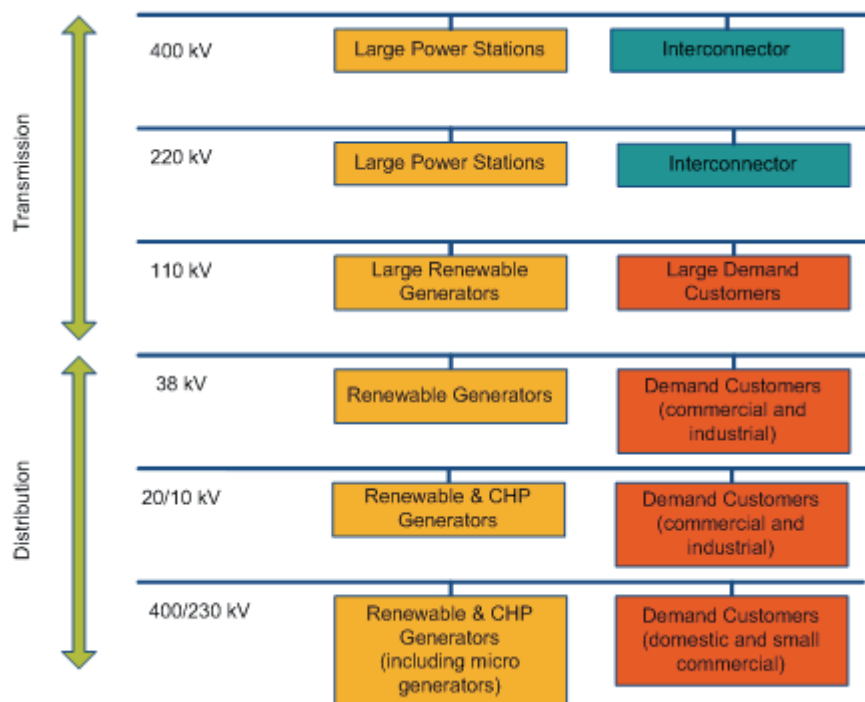 Transmission
400 kV
Large Power Stations
Interconnector
220 kV
Large Power Stations
Interconnector
110 kV
Large Renewable
Generators
Large Demand
Customers
Distribution
38 kV
Renewable Generators
Demand Customers
(commercial and
industrial)
20/10 kV
Renewable & CHP
Generators
Demand Customers
(commercial and
industrial)
400/230 kV
Renewable & CHP
Generators
(including micro
generators)
Demand Customers
(domestic and small
commercial)